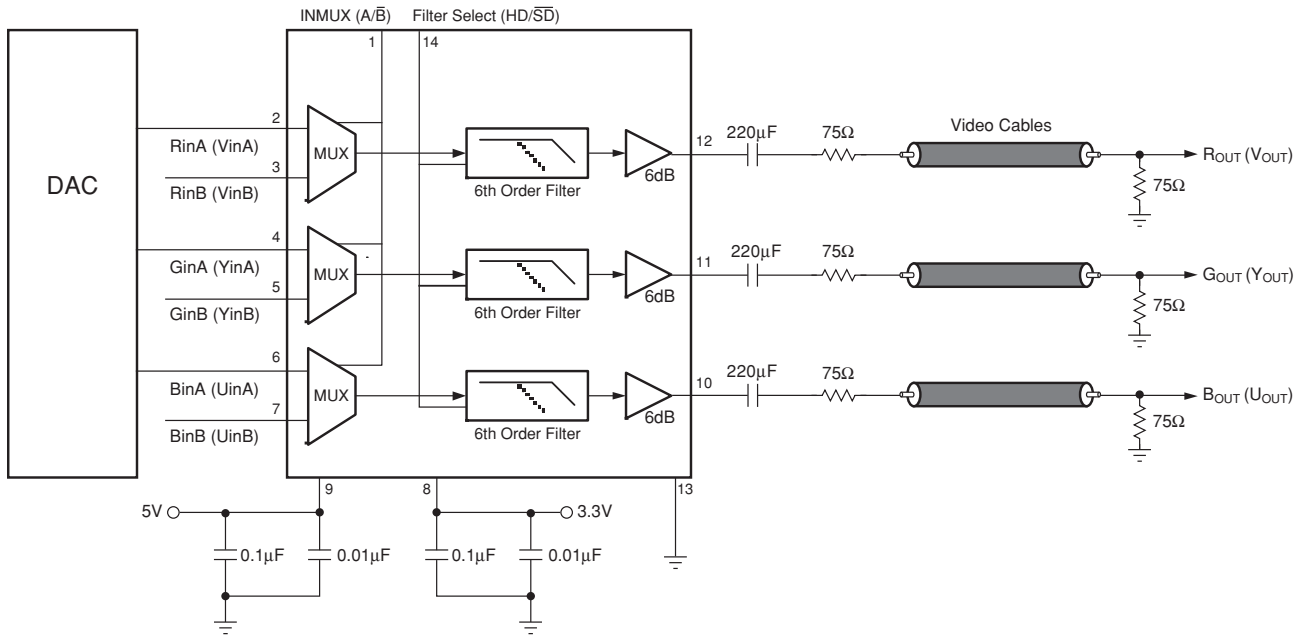 INMUX (A/B̅) Filter Select (HD/S̅D̅)
1 14
DAC
2
RinA (VinA)
3
RinB (VinB)
MUX
6th Order Filter
6dB
12
220μF
75Ω
Video Cables
ROUT (VOUT)
75Ω
4
GinA (YinA)
5
GinB (YinB)
MUX
6th Order Filter
6dB
11
220μF
75Ω
GOUT (YOUT)
75Ω
6
BinA (UinA)
7
BinB (UinB)
MUX
6th Order Filter
6dB
10
220μF
75Ω
BOUT (UOUT)
75Ω
9 8 13
5V 3.3V
0.1μF 0.01μF 0.1μF 0.01μF